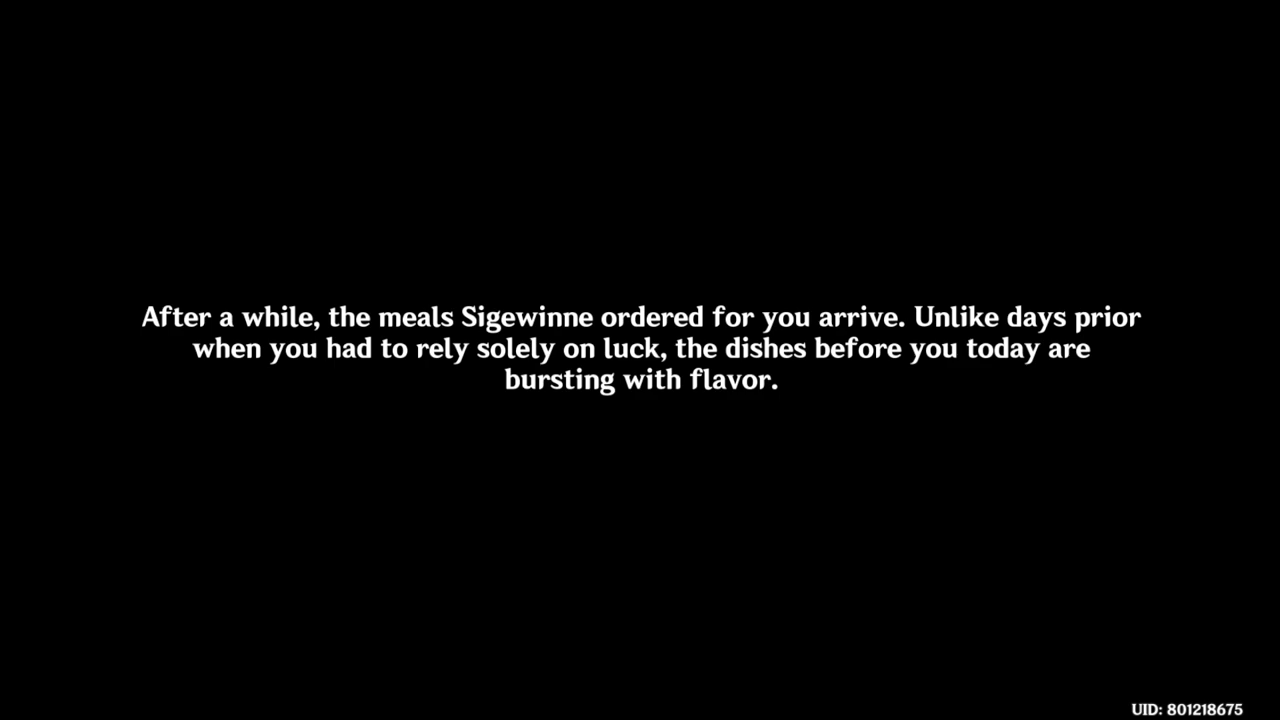 After a while, the meals Sigewinne ordered for you arrive. Unlike days prior
when you had to rely solely on luck, the dishes before you today are
bursting with flavor.
UID: 801218675